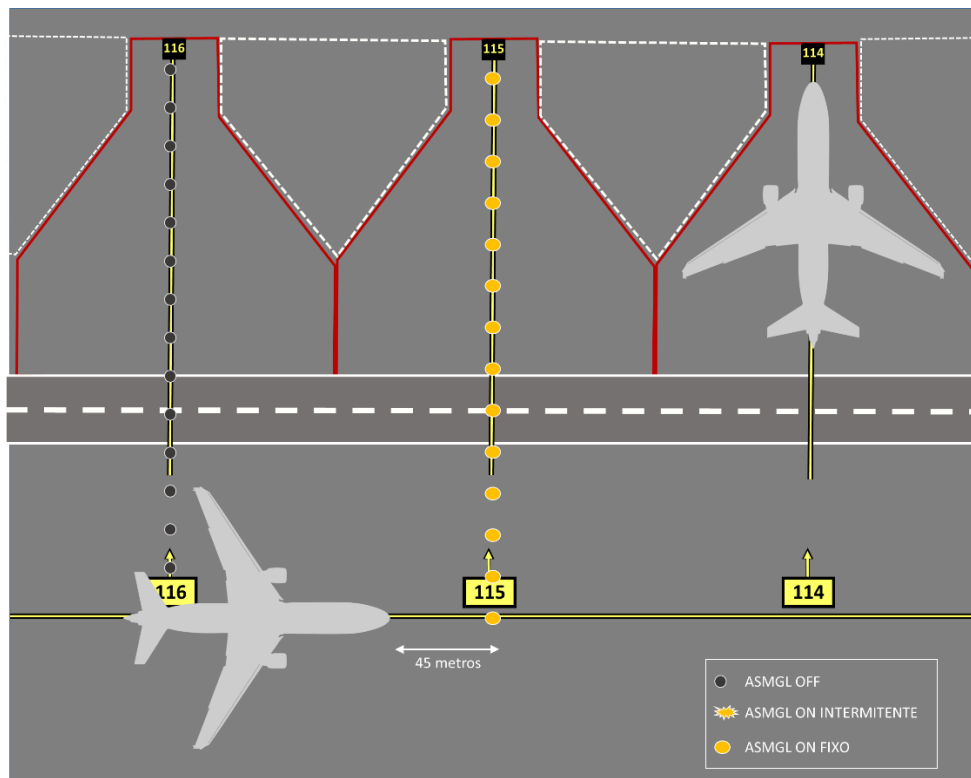 116
115
114
116
115
114
45 metros
ASMGL OFF
ASMGL ON INTERMITENTE
ASMGL ON FIXO